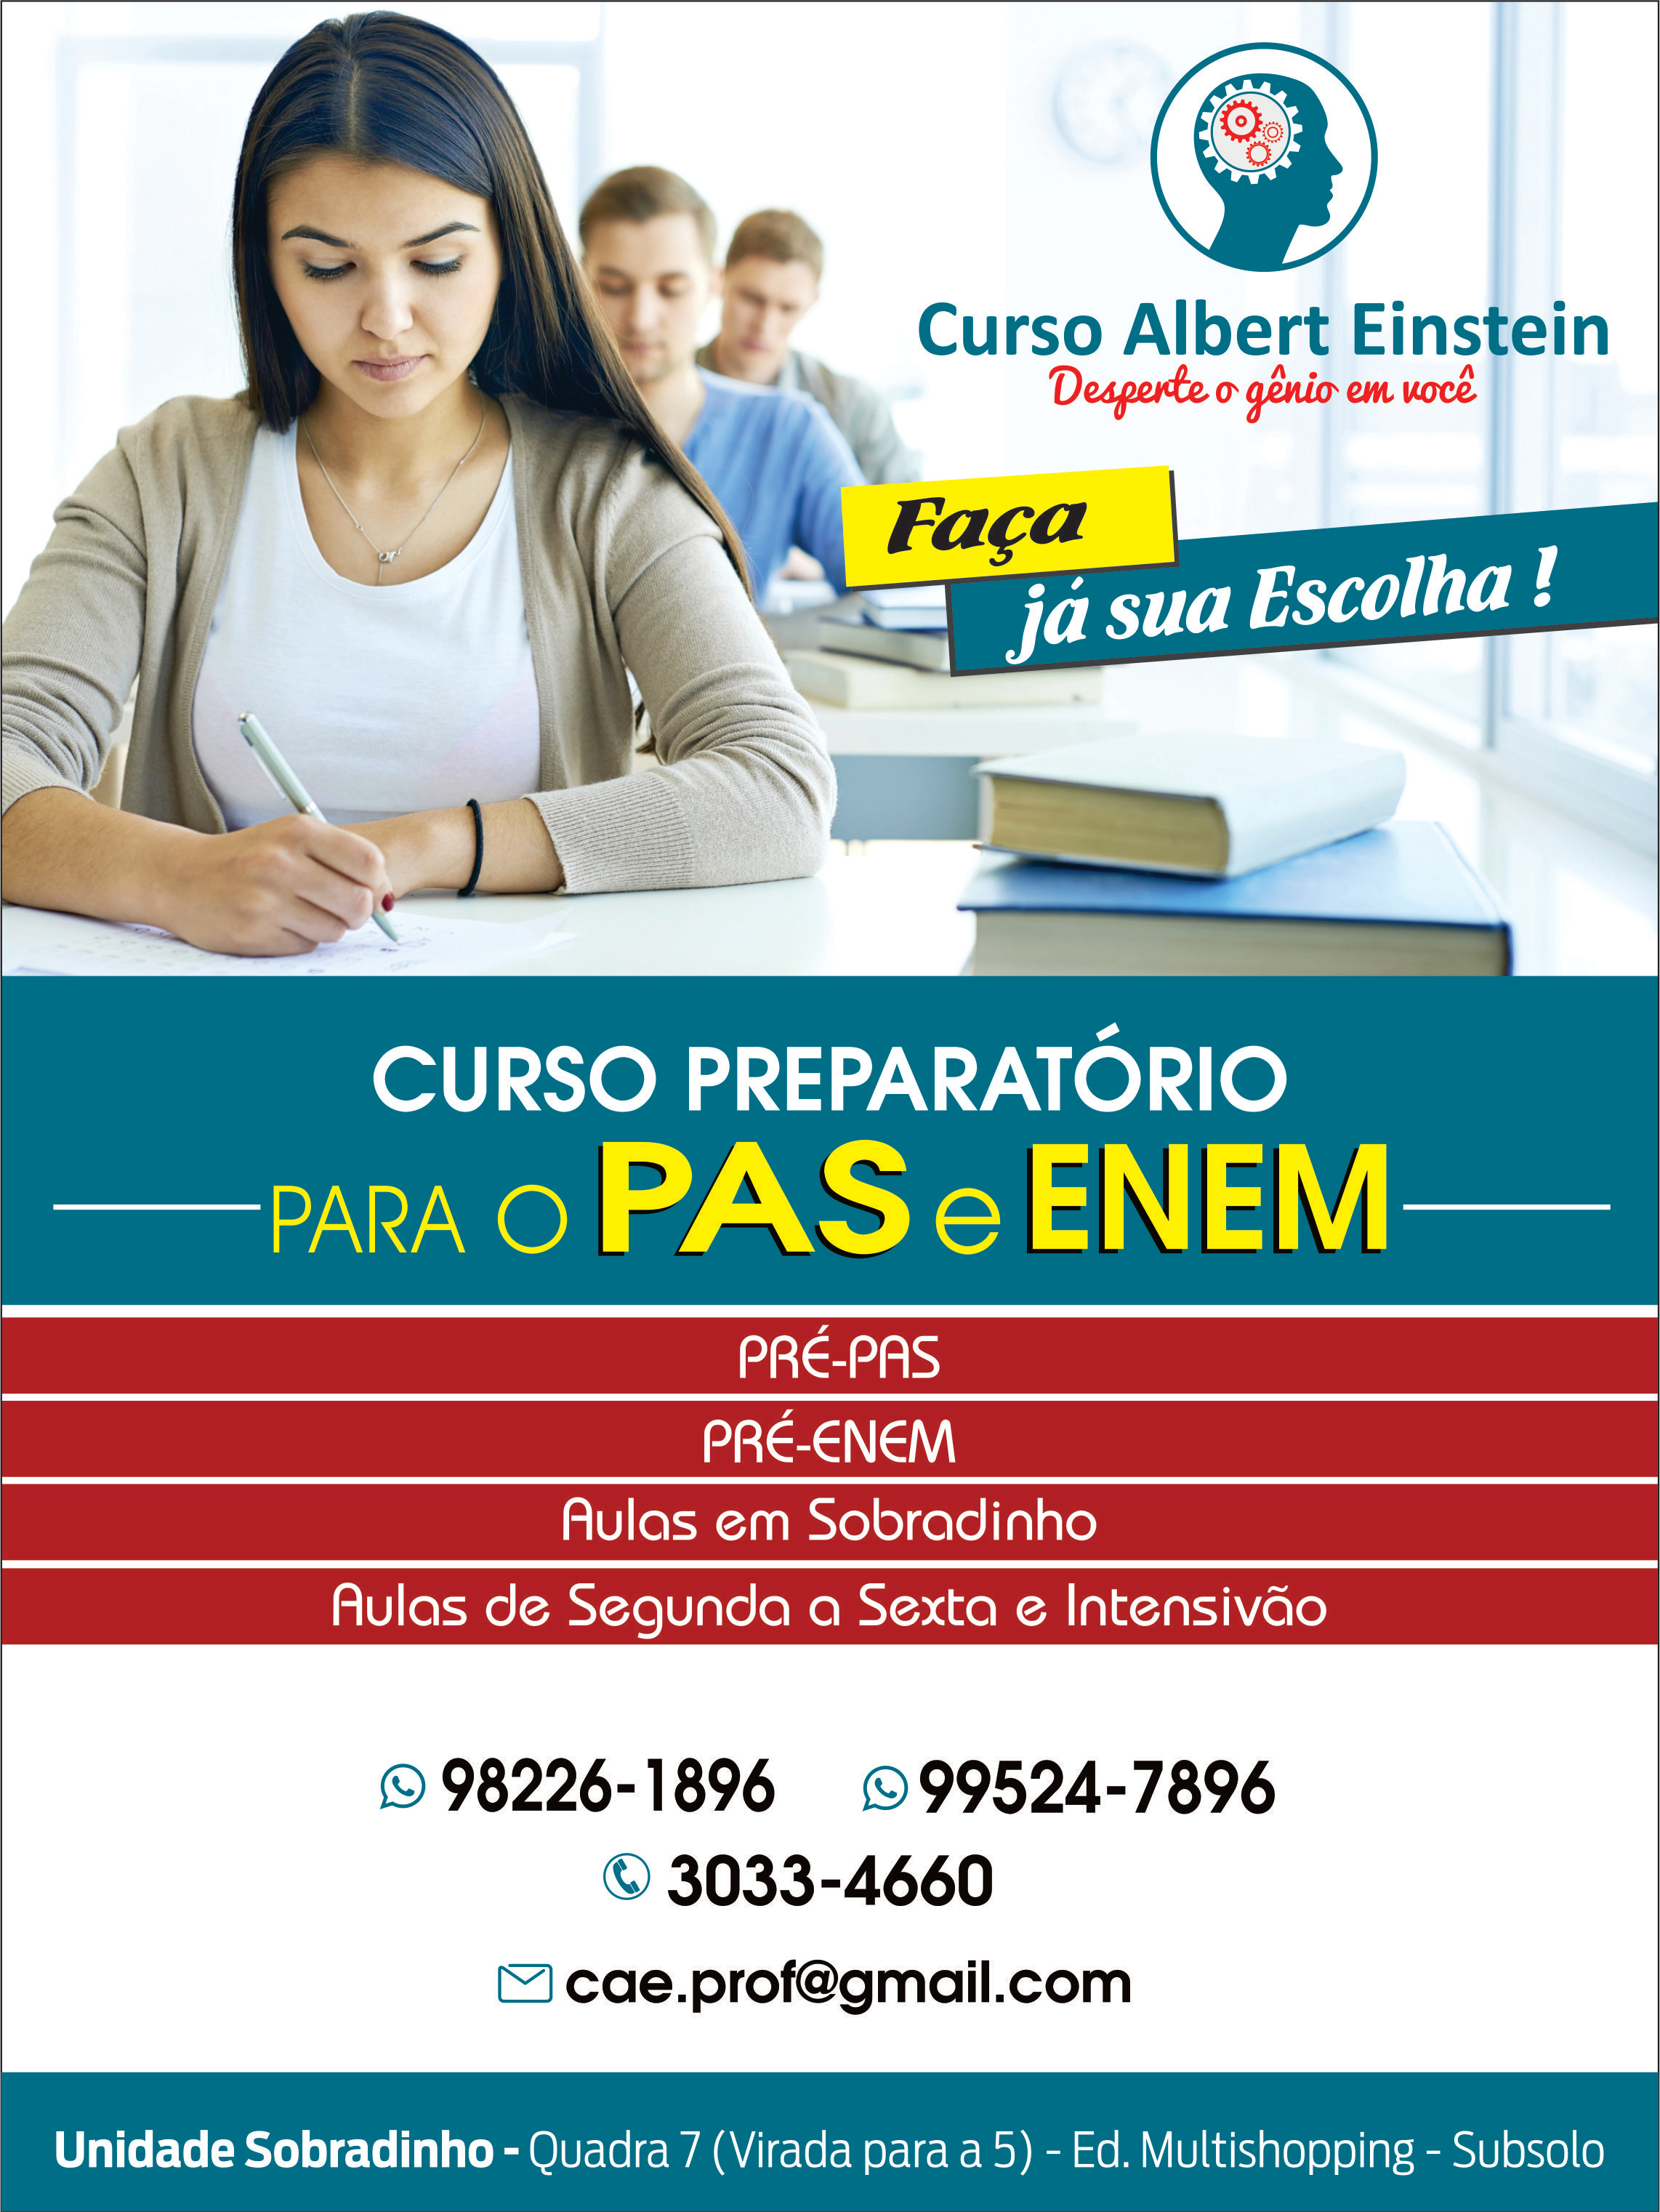 Curso Albert Einstein
Desperte o gênio em você
Faça
já sua Escolha !
CURSO PREPARATÓRIO
PARA O PAS e ENEM
PRÉ-PAS
PRÉ-ENEM
Aulas em Sobradinho
Aulas de Segunda a Sexta e Intensivão
98226-1896 99524-7896
3033-4660
cae.prof@gmail.com
Unidade Sobradinho - Quadra 7 (Virada para a 5) - Ed. Multishopping - Subsolo